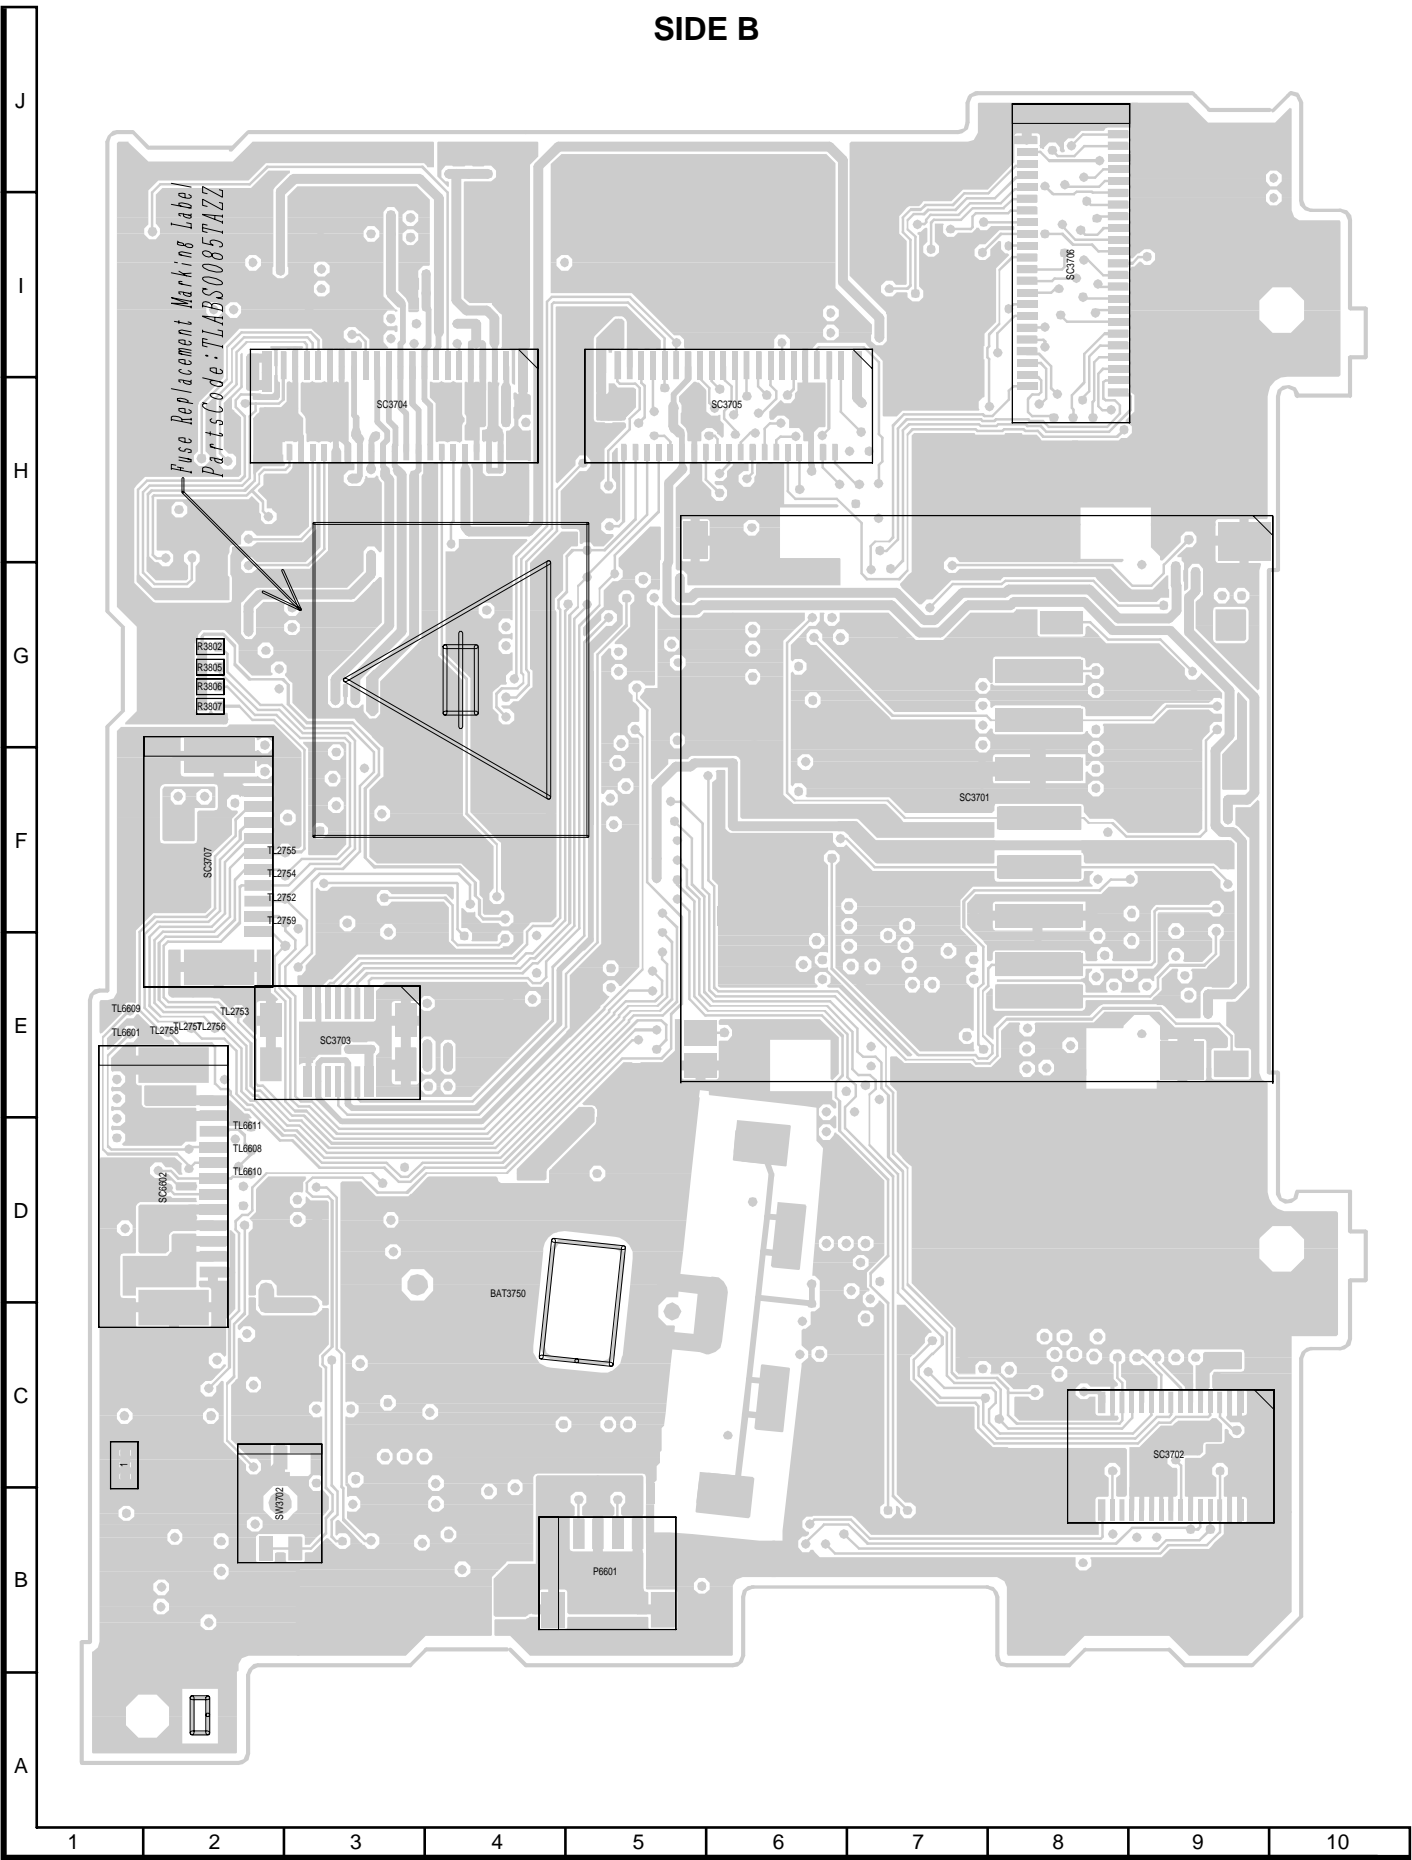 SIDE B
J
I
H
G
F
E
D
C
B
A
Fuse Replacement Marking Label
PartsCode:TLABS0085TAZZ
SC3706
SC3704
SC3705
R3802
R3805
R3806
R3807
SC3701
SC3707
TL2755
TL2754
TL2752
TL2759
TL6609
TL6601
TL2758
TL2757
TL2756
TL2753
SC3703
TL6611
TL6608
TL6610
SC6602
BAT3750
1
SW3702
SC3702
P6601
1 2 3 4 5 6 7 8 9 10